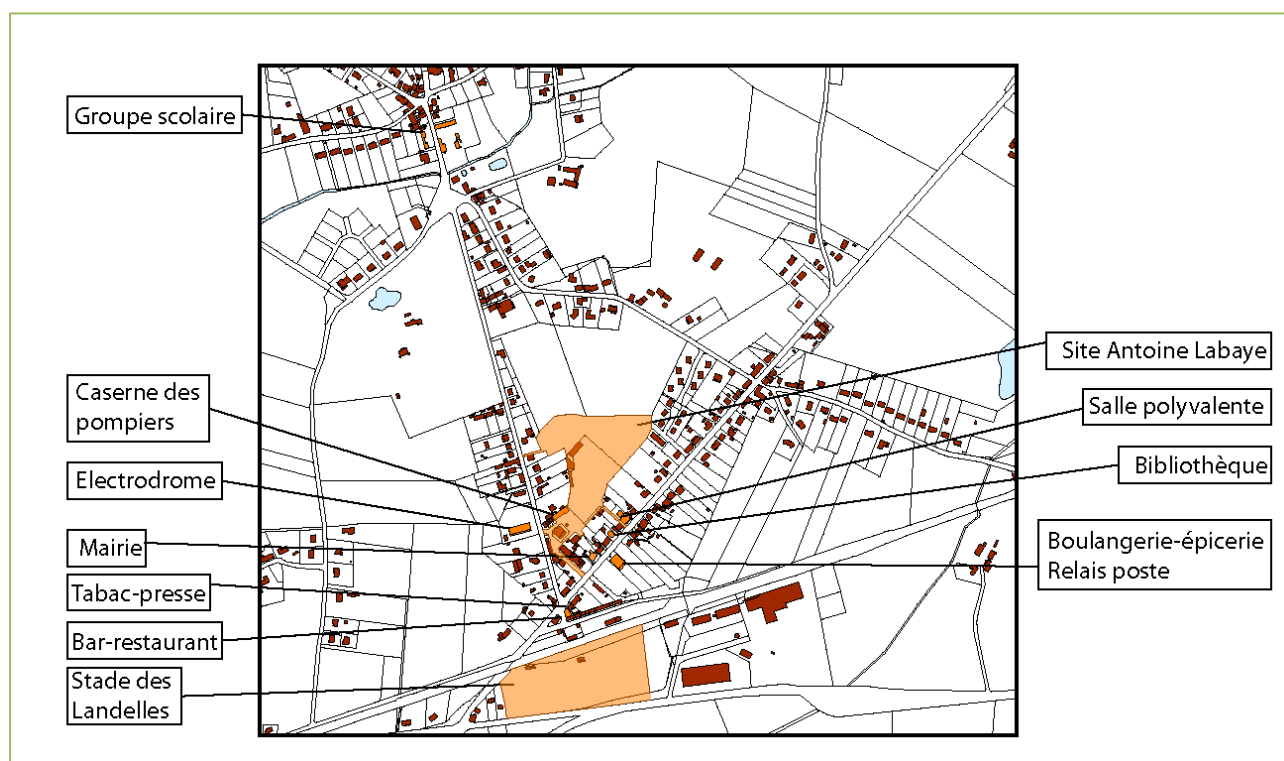 Groupe scolaire
Caserne des
pompiers
Electrodrome
Mairie
Tabac-presse
Bar-restaurant
Stade des
Landelles
Site Antoine Labaye
Salle polyvalente
Bibliothèque
Boulangerie-épicerie
Relais poste